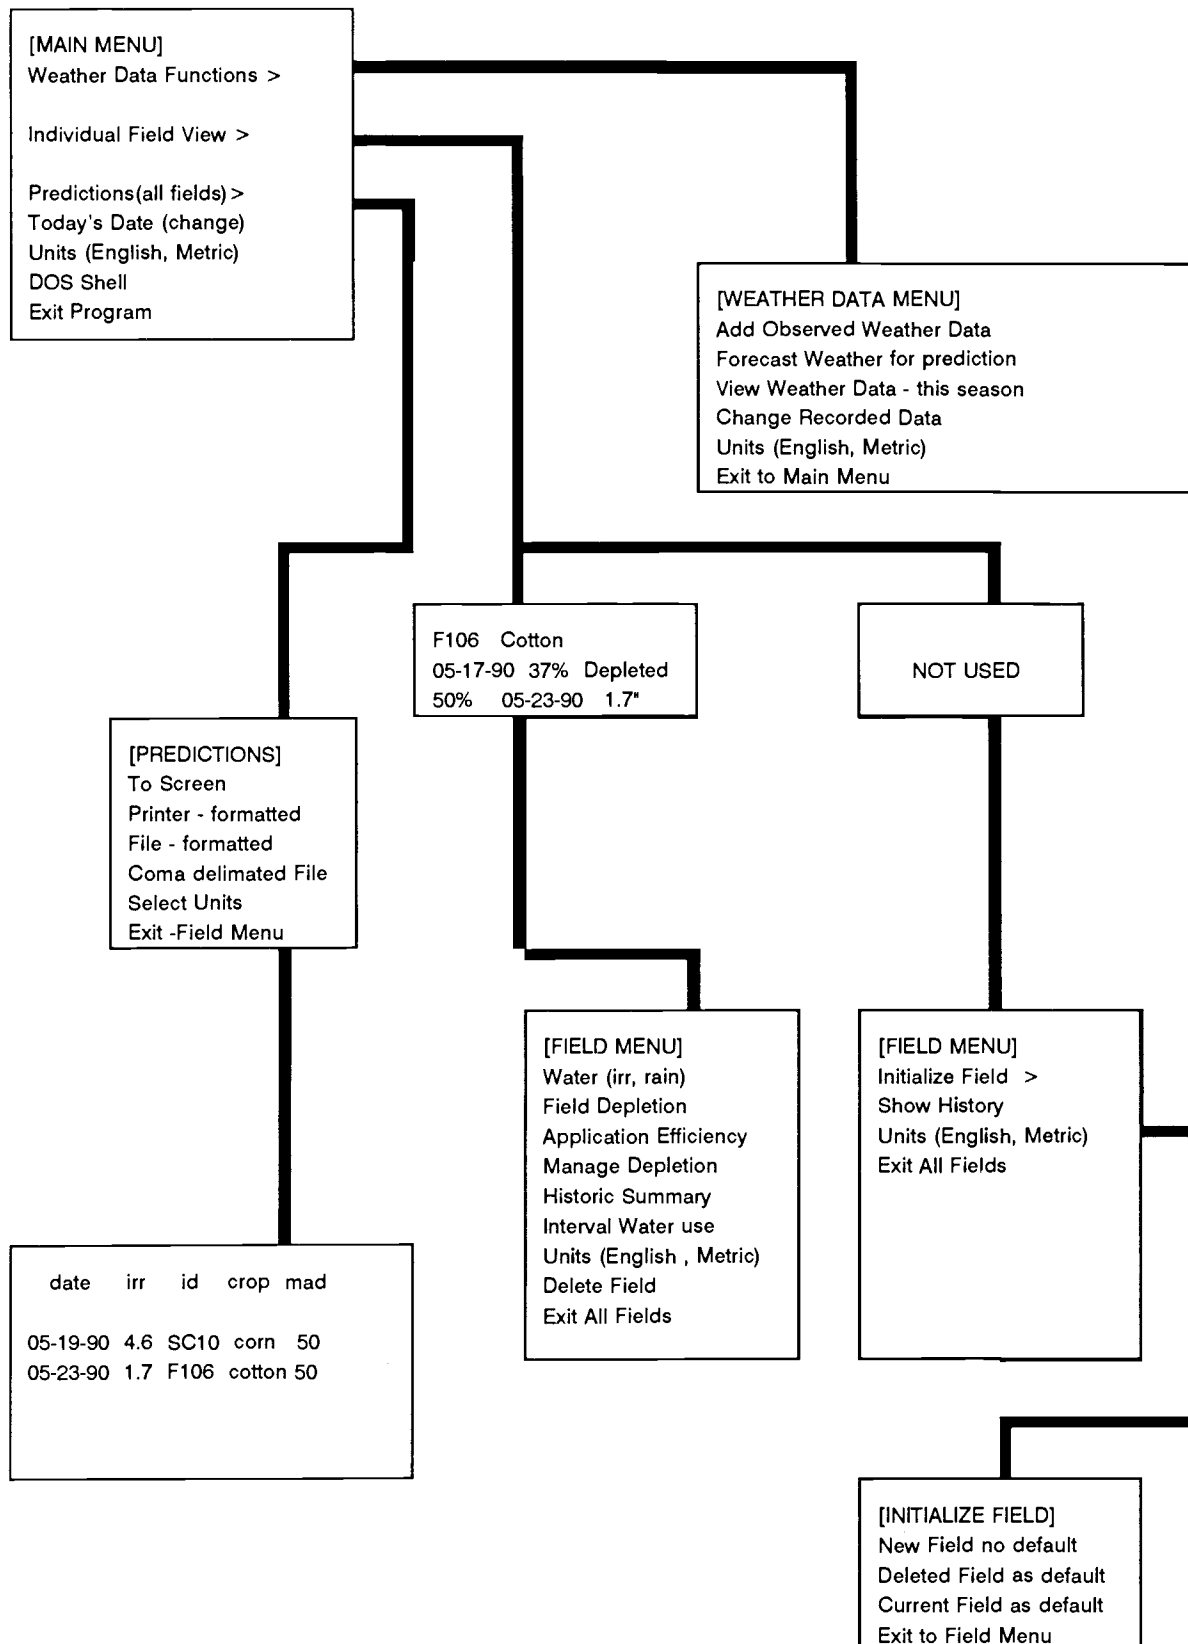 [MAIN MENU]
Weather Data Functions >
Individual Field View >
Predictions(all fields) >
Today's Date (change)
Units (English, Metric)
DOS Shell
Exit Program
[WEATHER DATA MENU]
Add Observed Weather Data
Forecast Weather for prediction
View Weather Data - this season
Change Recorded Data
Units (English, Metric)
Exit to Main Menu
F106 Cotton
05-17-90 37% Depleted
50% 05-23-90 1.7"
NOT USED
[PREDICTIONS]
To Screen
Printer - formatted
File - formatted
Coma delimated File
Select Units
Exit -Field Menu
[FIELD MENU]
Water (irr, rain)
Field Depletion
Application Efficiency
Manage Depletion
Historic Summary
Interval Water use
Units (English , Metric)
Delete Field
Exit All Fields
[FIELD MENU]
Initialize Field >
Show History
Units (English, Metric)
Exit All Fields
date irr id crop mad
05-19-90 4.6 SC10 corn 50
05-23-90 1.7 F106 cotton 50
[INITIALIZE FIELD]
New Field no default
Deleted Field as default
Current Field as default
Exit to Field Menu